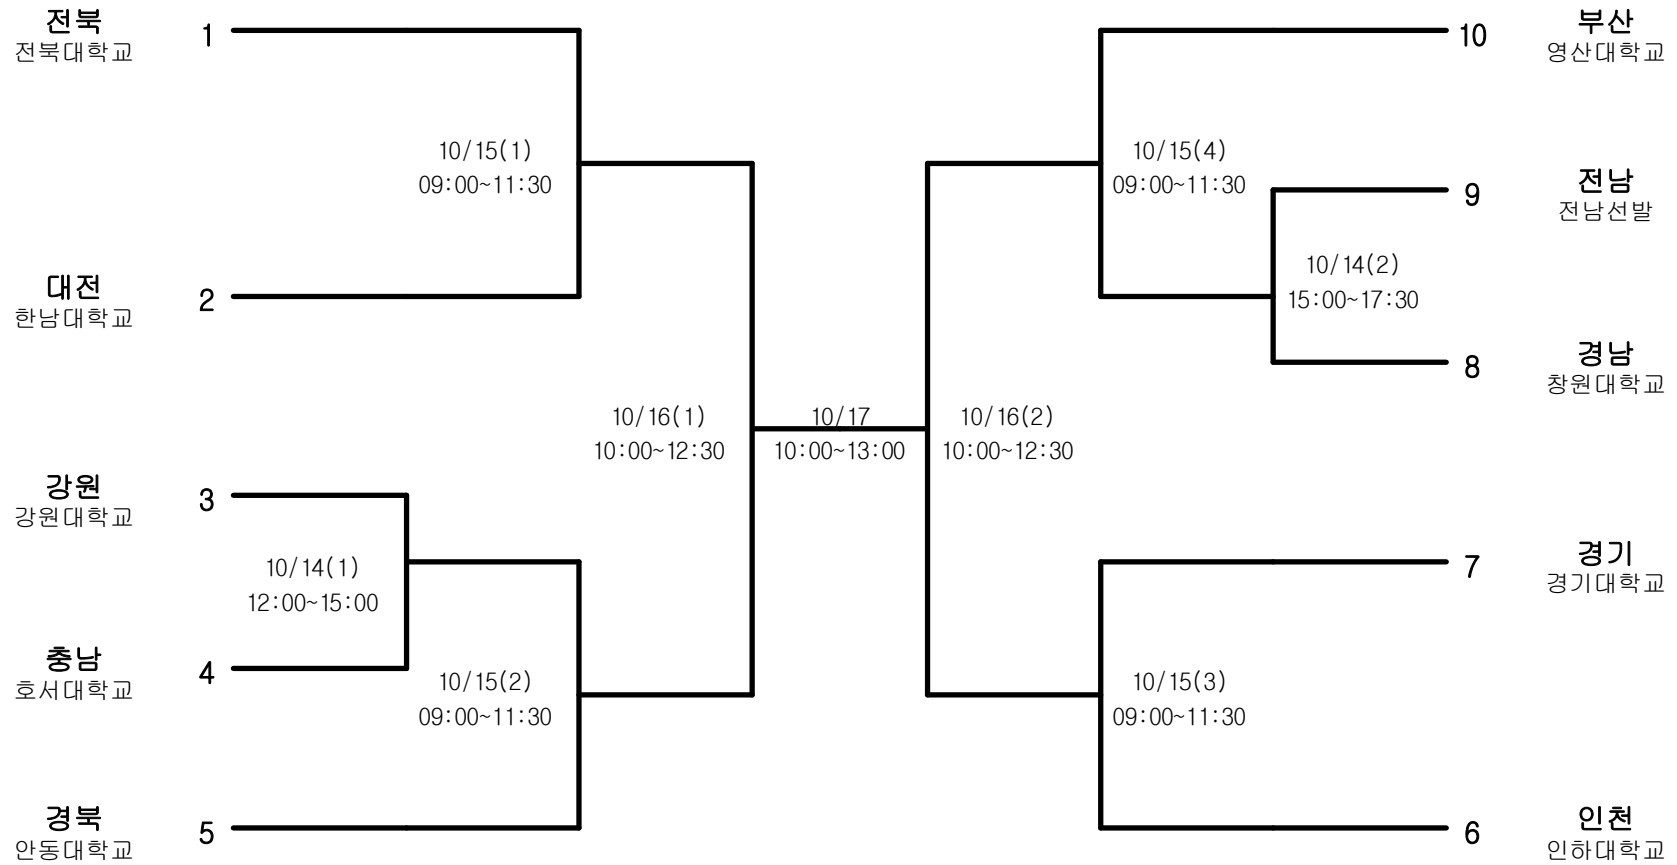 전북
전북대학교
1
10
부산
영산대학교
10/15(1)
09:00~11:30
10/15(4)
09:00~11:30
9
전남
전남선발
대전
한남대학교
2
10/14(2)
15:00~17:30
8
경남
창원대학교
10/16(1)
10:00~12:30
10/17
10:00~13:00
10/16(2)
10:00~12:30
강원
강원대학교
3
10/14(1)
12:00~15:00
7
경기
경기대학교
충남
호서대학교
4
10/15(2)
09:00~11:30
10/15(3)
09:00~11:30
경북
안동대학교
5
6
인천
인하대학교